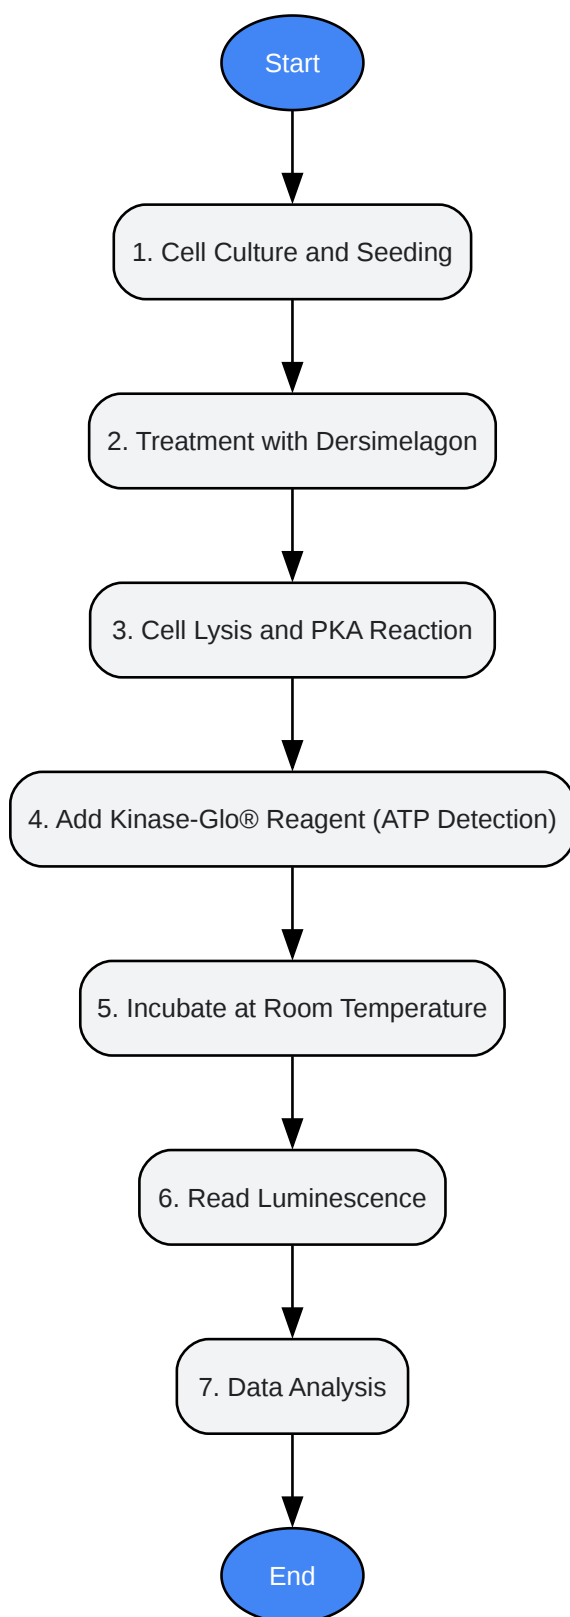 Start
1. Cell Culture and Seeding
2. Treatment with Dersimelagon
3. Cell Lysis and PKA Reaction
4. Add Kinase-Glo® Reagent (ATP Detection)
5. Incubate at Room Temperature
6. Read Luminescence
7. Data Analysis
End